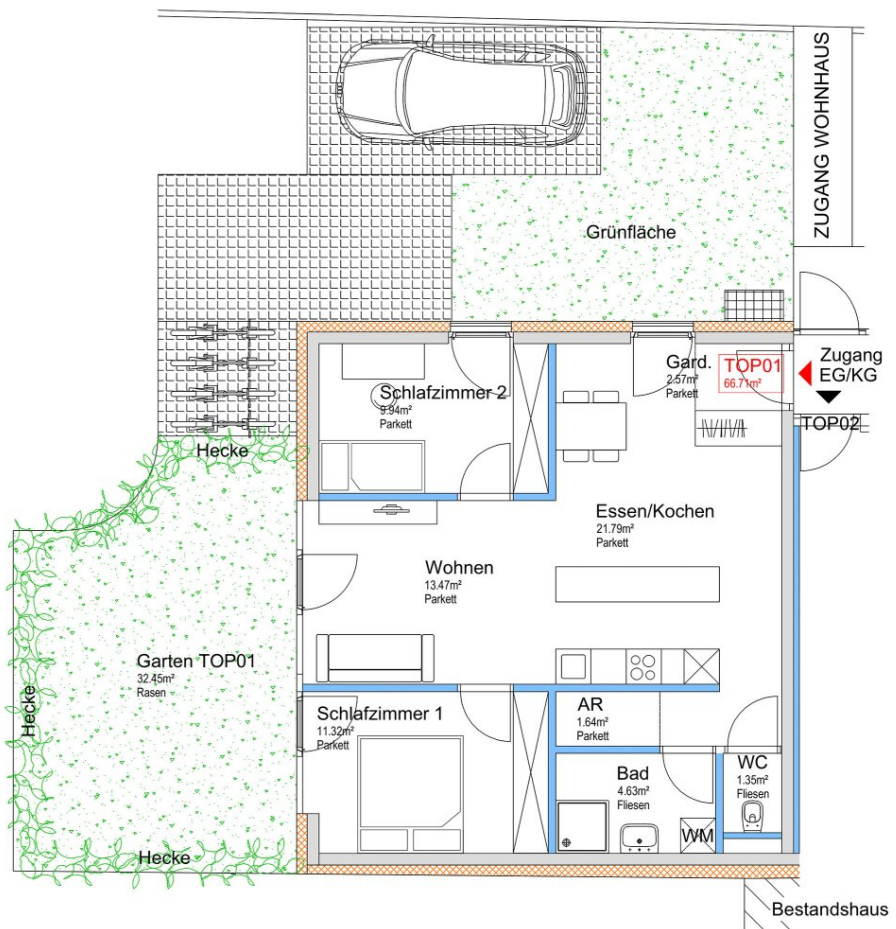 ZUGANG WOHNHAUS
Grünfläche
Zugang
EG/KG
Gard.
2.57m²
Parkett
TOP01
66.71m²
TOP02
Schlafzimmer 2
9.94m²
Parkett
Hecke
Essen/Kochen
21.79m²
Parkett
Wohnen
13.47m²
Parkett
Garten TOP01
32.45m²
Rasen
Hecke
Schlafzimmer 1
11.32m²
Parkett
AR
1.64m²
Parkett
Bad
4.63m²
Fliesen
WC
1.35m²
Fliesen
WM
Hecke
Bestandshaus